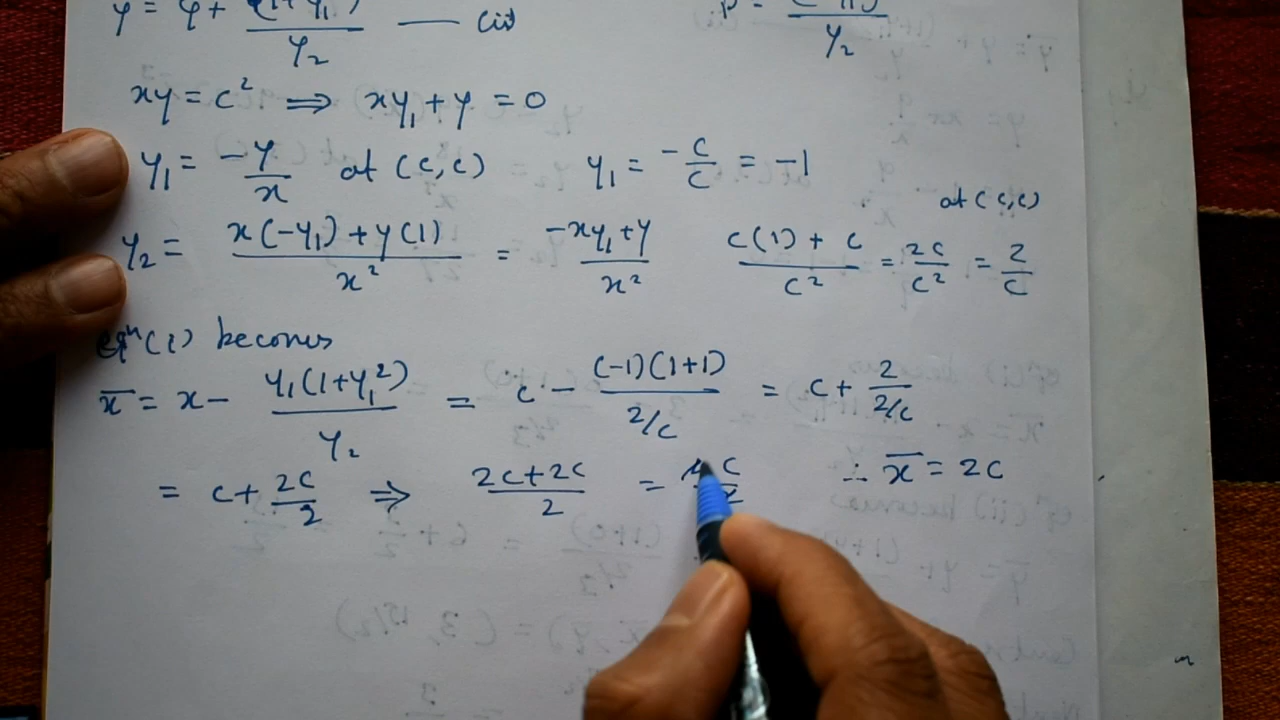 y = y + (1+y₁²)/y₂ —— (ii)
xy = c² ⟹ xy₁ + y = 0
y₁ = -y/x at (c,c) y₁ = -c/c = -1
at (c,c)
y₂ = (x(-y₁) + y(1))/x² = (-xy₁+y)/x² (c(1) + c)/c² = 2c/c² = 2/c
eqⁿ(i) becomes
x̅ = x - y₁(1+y₁²)/y₂ = c - (-1)(1+1)/(2/c) = c + 2/(2/c)
= c + 2c/2 ⟹ (2c+2c)/2 = 4c/2 ∴ x̅ = 2c